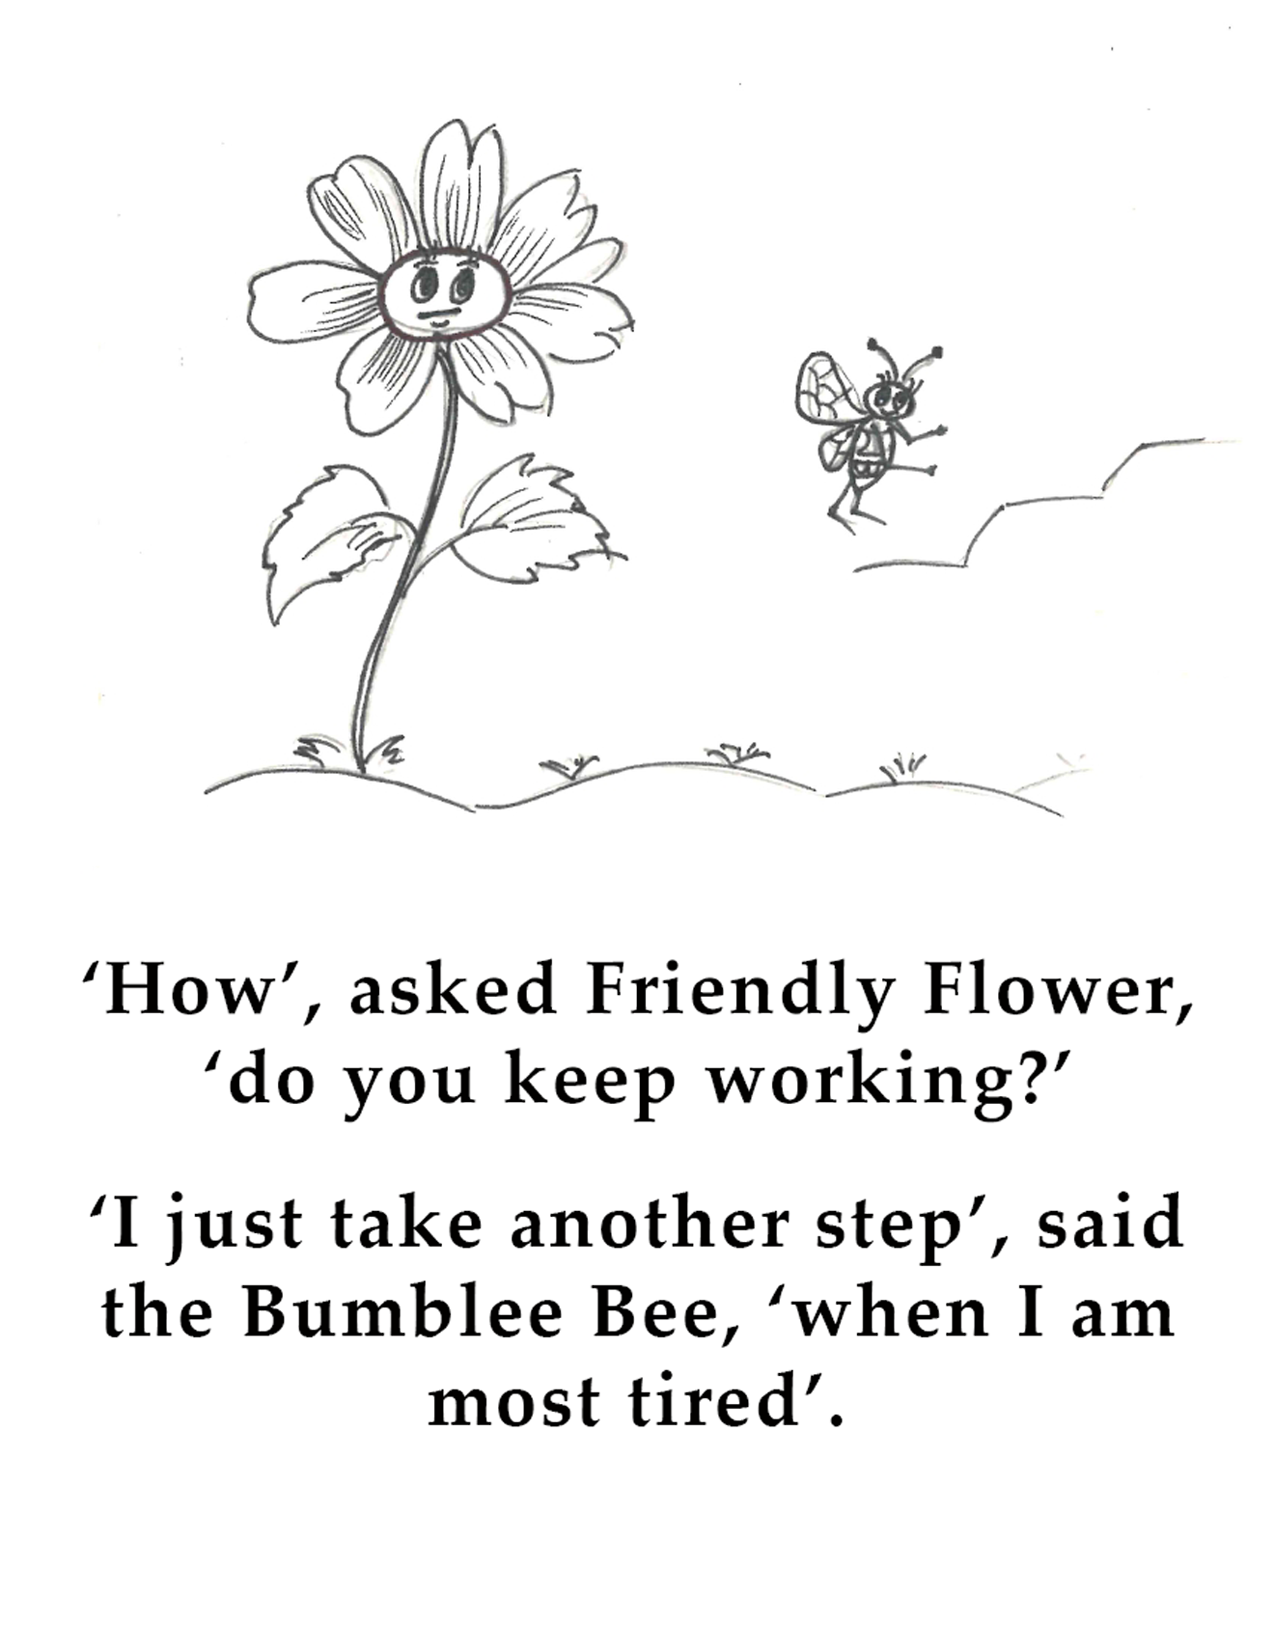 ‘How’, asked Friendly Flower,
‘do you keep working?’
‘I just take another step’, said
the Bumblee Bee, ‘when I am
most tired’.